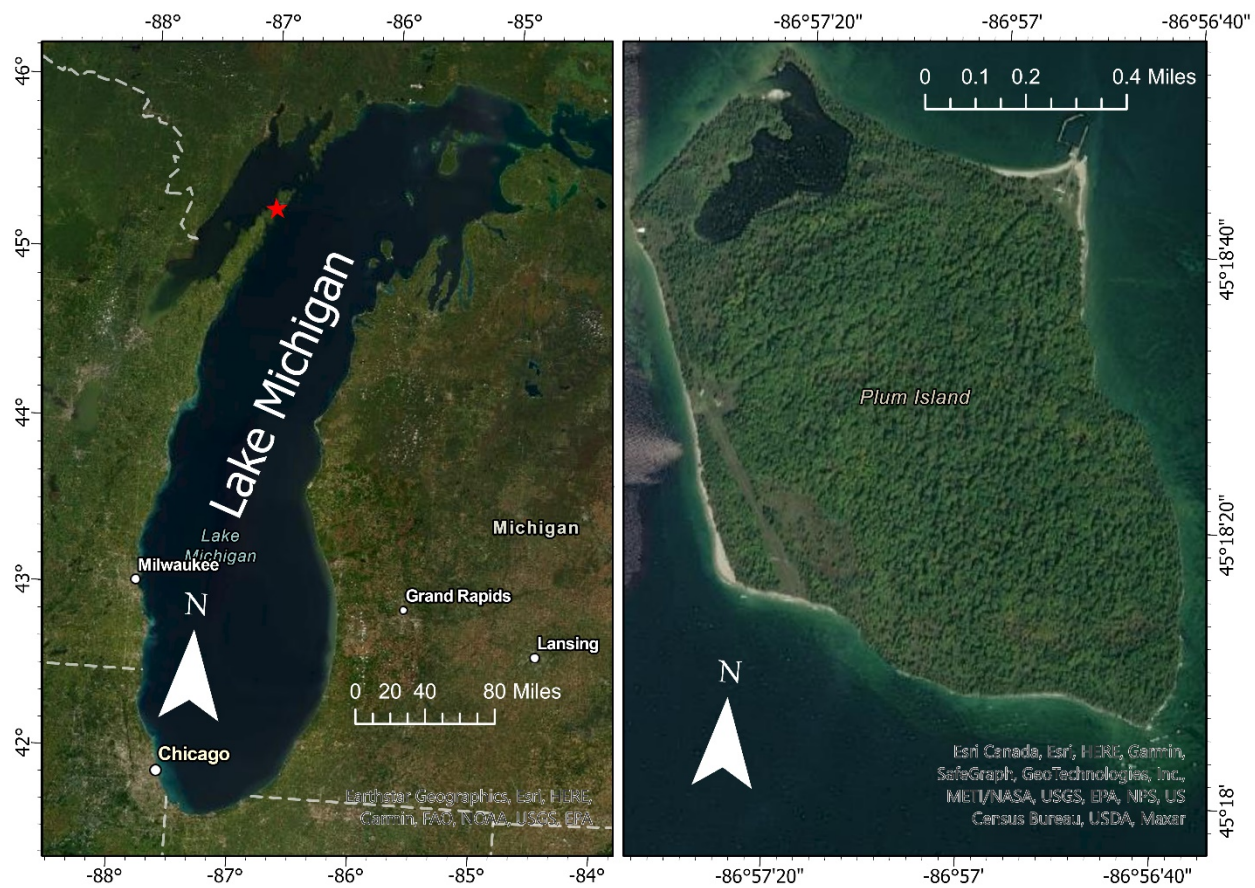 -88° -87° -86° -85° -84°
46°
45°
44°
43°
42°
Lake Michigan
Lake
Michigan
Milwaukee
Michigan
Grand Rapids
Lansing
N
0 20 40 80 Miles
Chicago
Earthstar Geographics, Esri, HERE,
Garmin, FAO, NOAA, USGS, EPA
-88° -87° -86° -85° -84°
-86°57'20" -86°57' -86°56'40"
0 0.1 0.2 0.4 Miles
45°18'40"
Plum Island
45°18'20"
N
Esri Canada, Esri, HERE, Garmin,
SafeGraph, GeoTechnologies, Inc.,
METI/NASA, USGS, EPA, NPS, US
Census Bureau, USDA, Maxar
45°18'
-86°57'20" -86°57' -86°56'40"